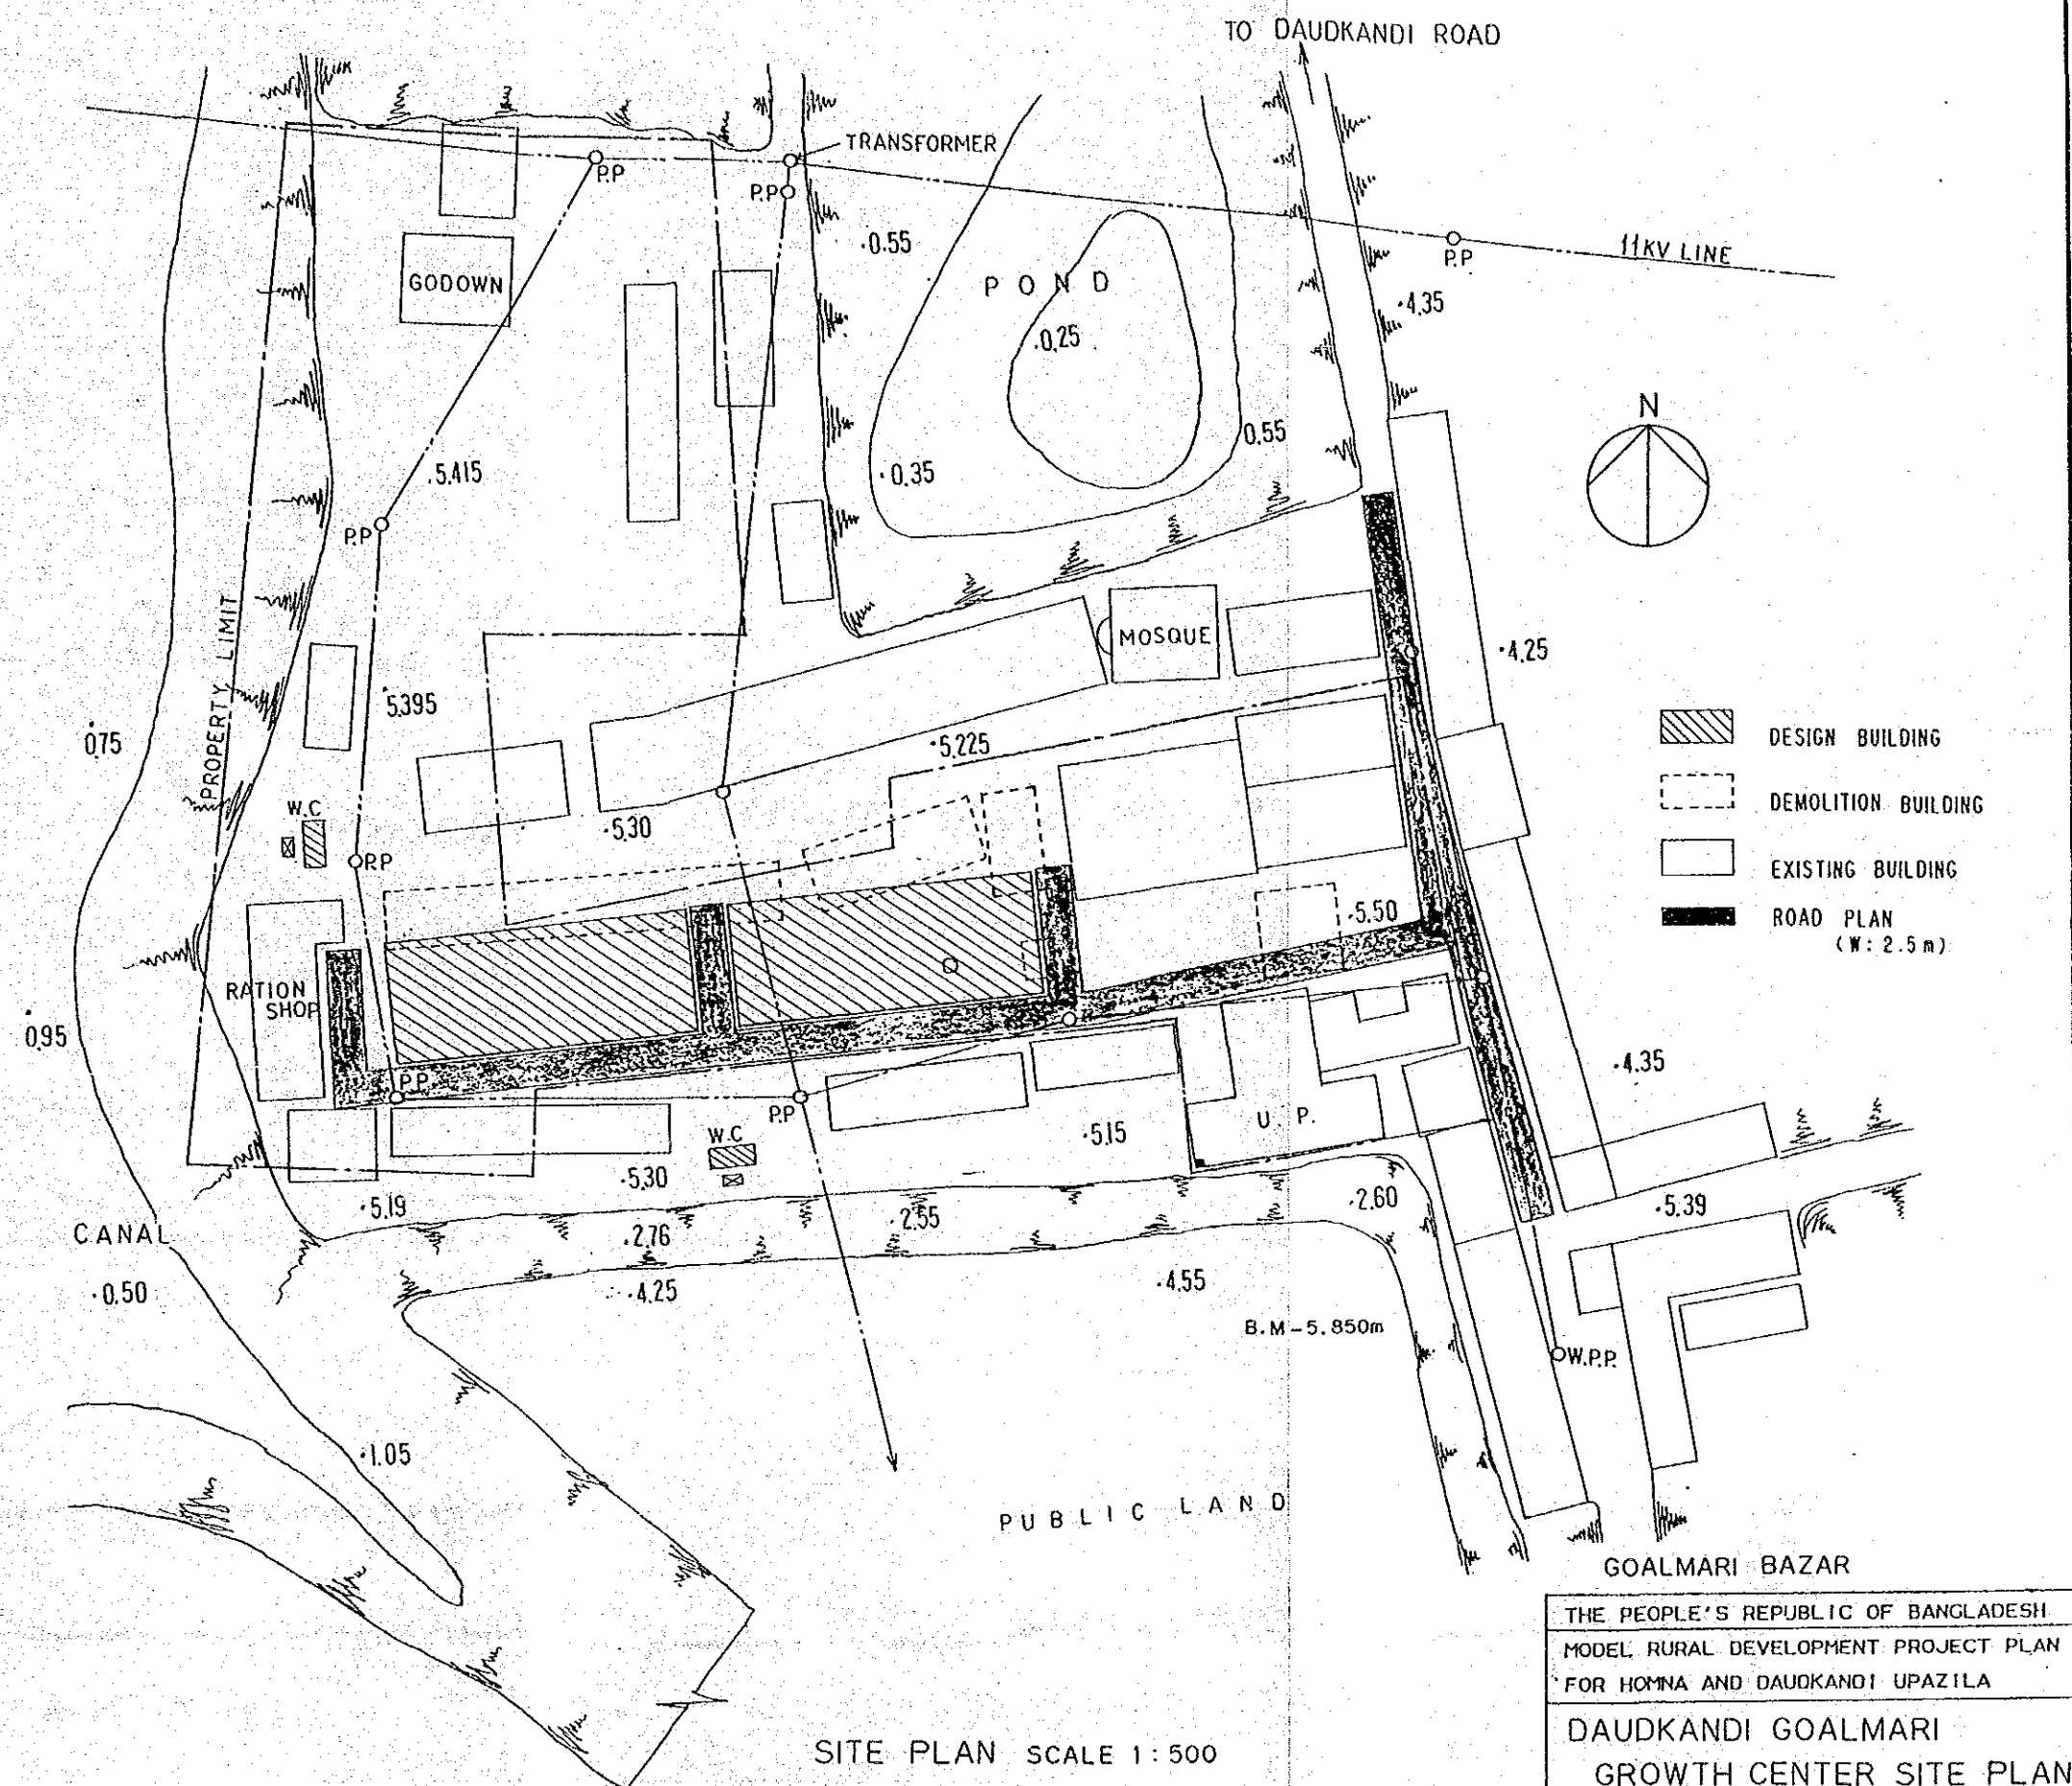 TO DAUDKANDI ROAD
TRANSFORMER
P.P
P.P
·0.55
11KV LINE
P.P
GODOWN
POND
·4.35
·0.25
N
0.55
·5.415
·0.35
P.P
PROPERTY LIMIT
MOSQUE
·4.25
5.395
0.75
·5.225
DESIGN BUILDING
W.C
·5.30
DEMOLITION BUILDING
P.P
EXISTING BUILDING
·5.50
ROAD PLAN
(W: 2.5m)
RATION
SHOP
0.95
·4.35
P.P
P.P
W.C
·5.15
U. P.
·5.30
·5.19
·2.60
·5.39
·2.55
CANAL
·2.76
·0.50
·4.25
·4.55
B.M-5.850m
W.P.P.
·1.05
PUBLIC LAND
GOALMARI BAZAR
THE PEOPLE'S REPUBLIC OF BANGLADESH
MODEL RURAL DEVELOPMENT PROJECT PLAN
FOR HOMNA AND DAUDKANDI UPAZILA
DAUDKANDI GOALMARI
GROWTH CENTER SITE PLAN
SITE PLAN SCALE 1:500